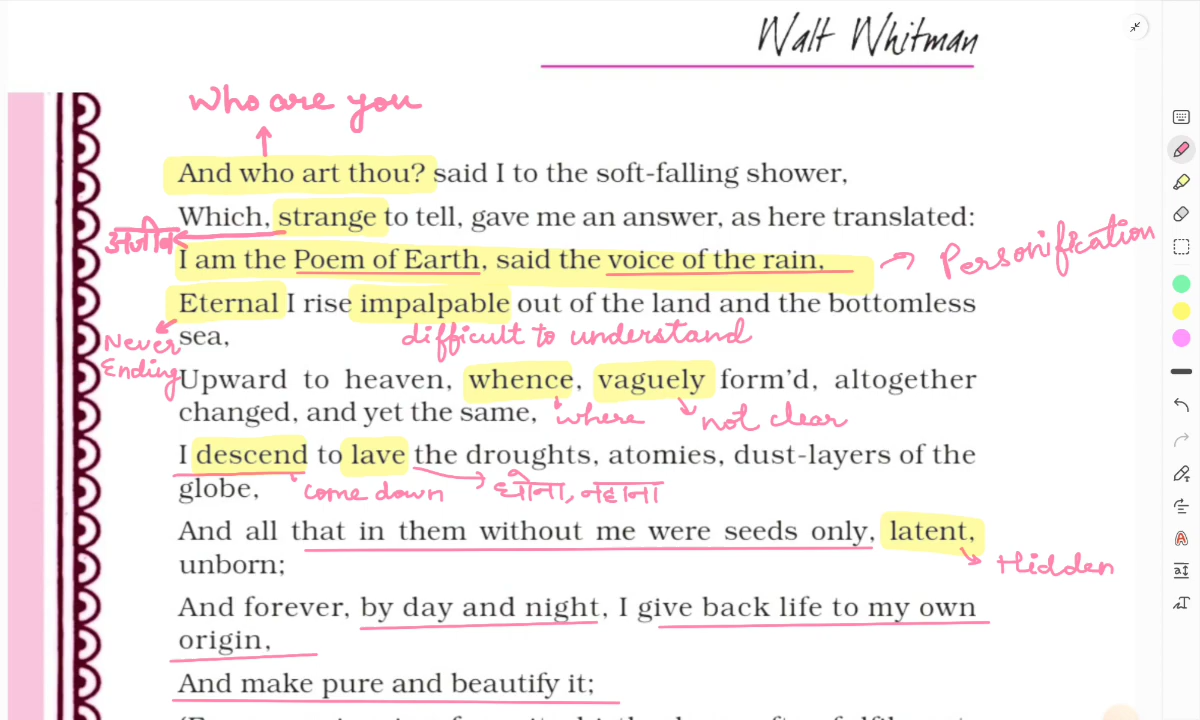 Walt Whitman
Who are you
And who art thou? said I to the soft-falling shower,
Which, strange to tell, gave me an answer, as here translated:
अजीब
I am the Poem of Earth, said the voice of the rain,
Personification
Eternal I rise impalpable out of the land and the bottomless
sea,
difficult to understand
Never
Ending
Upward to heaven, whence, vaguely form'd, altogether
changed, and yet the same,
where
not clear
I descend to lave the droughts, atomies, dust-layers of the
globe,
come down
धोना, नहाना
And all that in them without me were seeds only, latent,
unborn;
Hidden
And forever, by day and night, I give back life to my own
origin,
And make pure and beautify it;